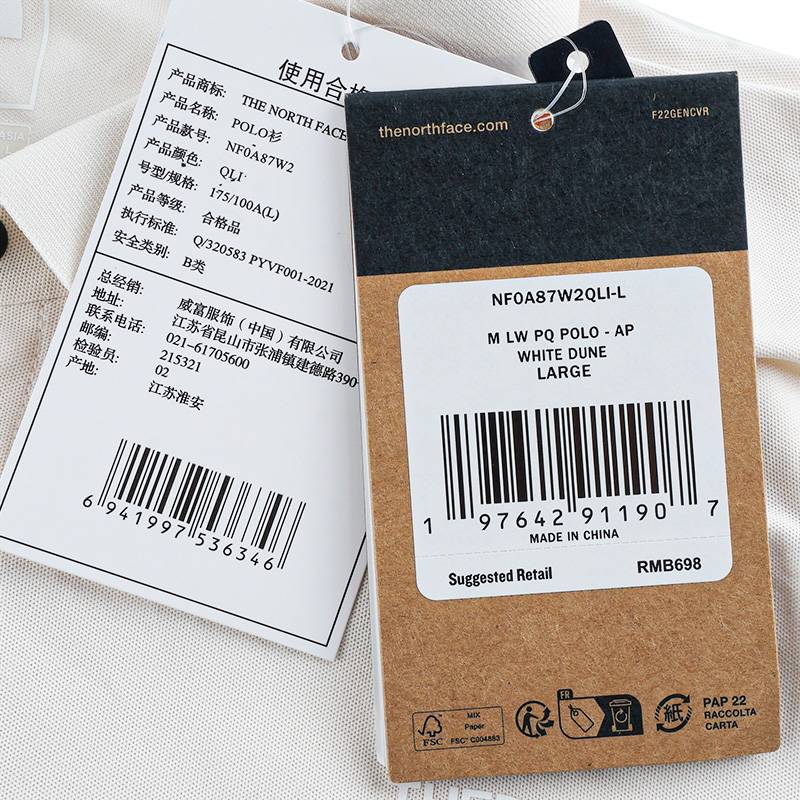 使用合格
产品商标: THE NORTH FACE
产品名称: POLO衫
产品款号: NF0A87W2
产品颜色: QLI
号型/规格: 175/100A(L)
产品等级: 合格品
执行标准: Q/320583 PYVF001-2021
安全类别: B类
总经销: 威富服饰（中国）有限公司
地址: 江苏省昆山市张浦镇建德路390
联系电话: 021-61705600
邮编: 215321
检验员: 02
产地: 江苏淮安
6 941997 536346
thenorthface.com
F22GENCVR
NF0A87W2QLI-L
M LW PQ POLO - AP
WHITE DUNE
LARGE
1 97642 91190 7
MADE IN CHINA
Suggested Retail RMB698
FSC
MIX
Paper
FSC® C004883
FR
紙
PAP 22
RACCOLTA
CARTA
ASIA